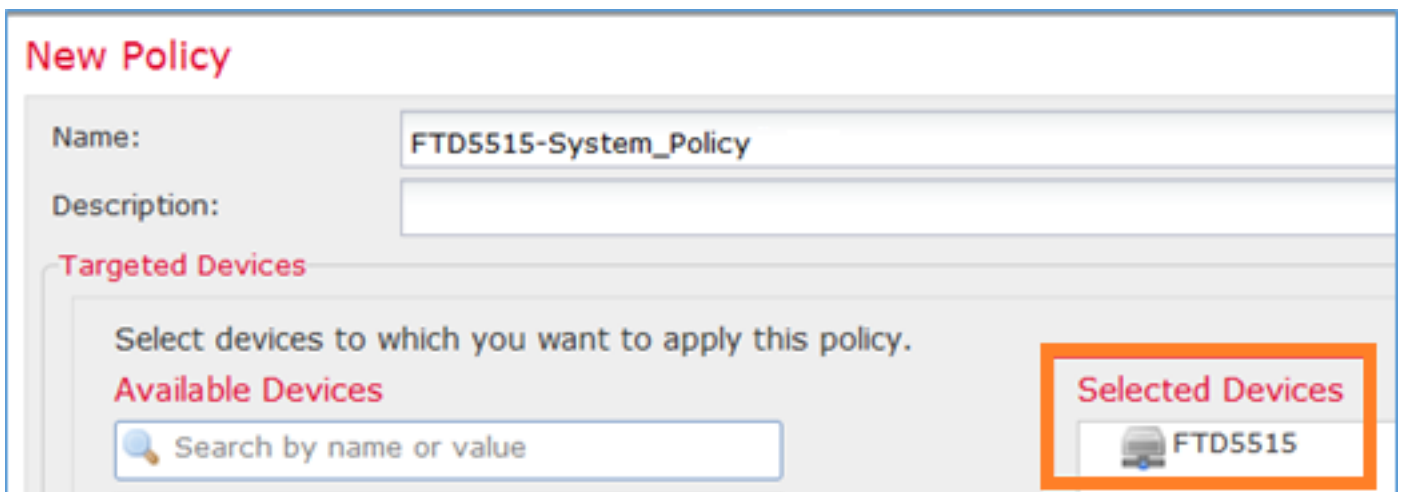 New Policy
Name: FTD5515-System_Policy
Description:
Targeted Devices
Select devices to which you want to apply this policy.
Available Devices Selected Devices
Search by name or value FTD5515